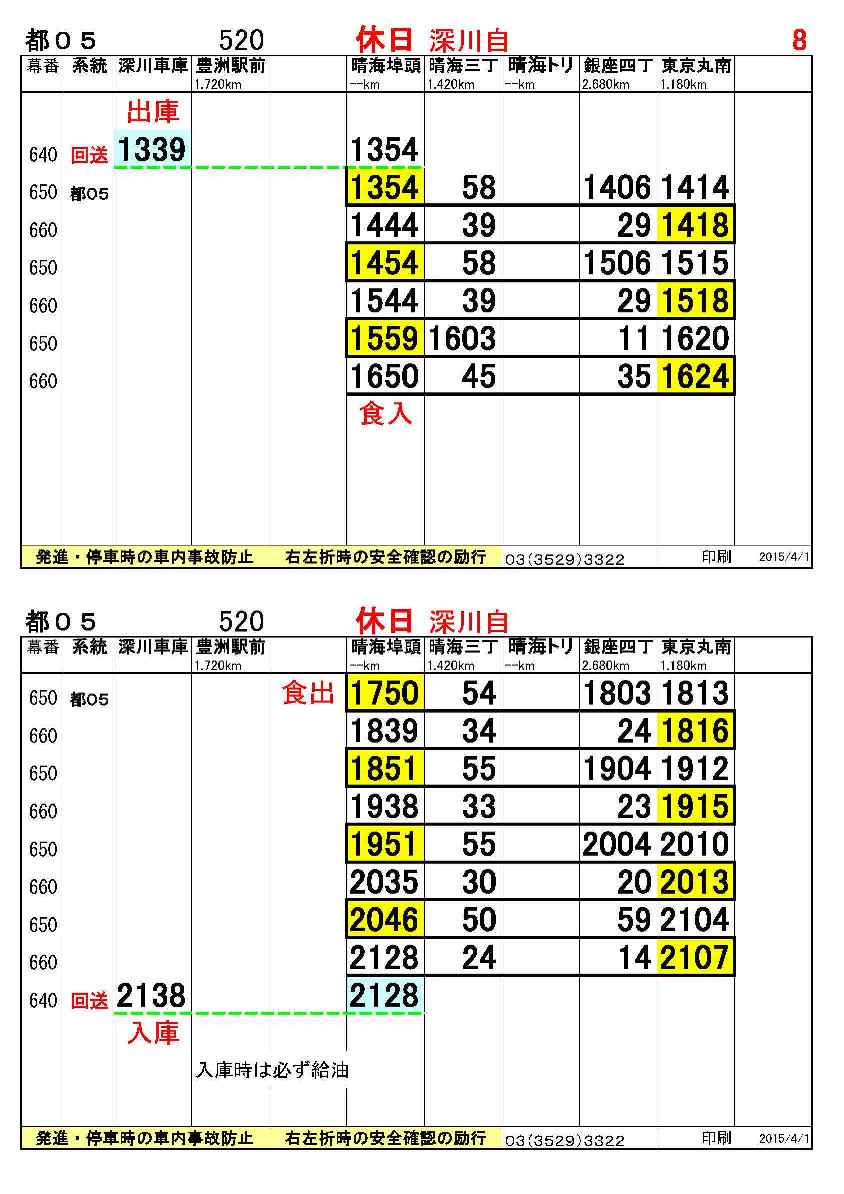 都０５ 520 休日 深川自 8
幕番 系統 深川車庫 豊洲駅前 晴海埠頭 晴海三丁 晴海トリ 銀座四丁 東京丸南
1.720km --km 1.420km --km 2.680km 1.180km
出庫
640 回送 1339 1354
650 都05 1354 58 1406 1414
660 1444 39 29 1418
650 1454 58 1506 1515
660 1544 39 29 1518
650 1559 1603 11 1620
660 1650 45 35 1624
食入
発進・停車時の車内事故防止 右左折時の安全確認の励行 03(3529)3322 印刷 2015/4/1
都０５ 520 休日 深川自
幕番 系統 深川車庫 豊洲駅前 晴海埠頭 晴海三丁 晴海トリ 銀座四丁 東京丸南
1.720km --km 1.420km --km 2.680km 1.180km
650 都05 食出 1750 54 1803 1813
660 1839 34 24 1816
650 1851 55 1904 1912
660 1938 33 23 1915
650 1951 55 2004 2010
660 2035 30 20 2013
650 2046 50 59 2104
660 2128 24 14 2107
640 回送 2138 2128
入庫
入庫時は必ず給油
発進・停車時の車内事故防止 右左折時の安全確認の励行 03(3529)3322 印刷 2015/4/1